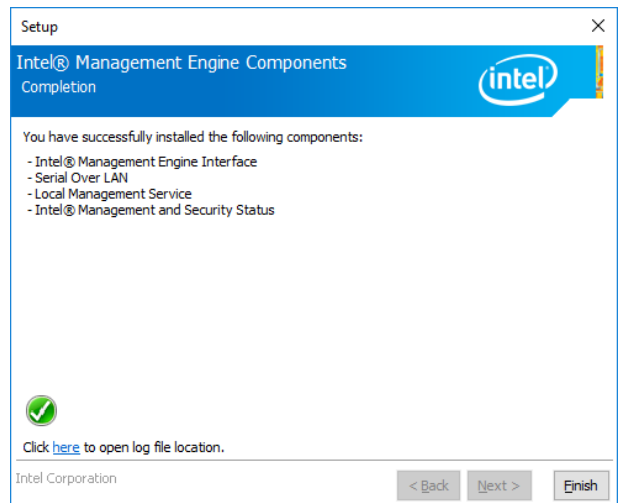 Setup
Intel® Management Engine Components
Completion
intel
You have successfully installed the following components:
- Intel® Management Engine Interface
- Serial Over LAN
- Local Management Service
- Intel® Management and Security Status
Click here to open log file location.
Intel Corporation
< Back Next > Finish